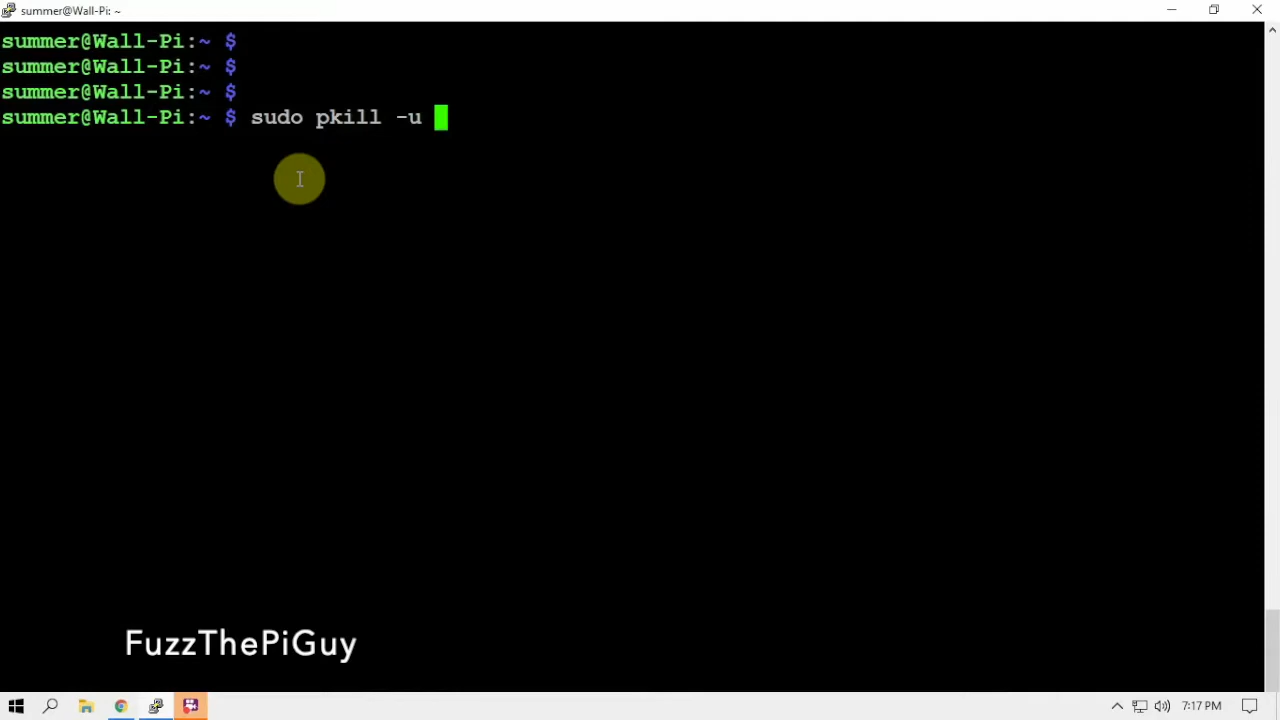 summer@Wall-Pi: ~
summer@Wall-Pi:~ $
summer@Wall-Pi:~ $
summer@Wall-Pi:~ $
summer@Wall-Pi:~ $ sudo pkill -u
FuzzThePiGuy
7:17 PM